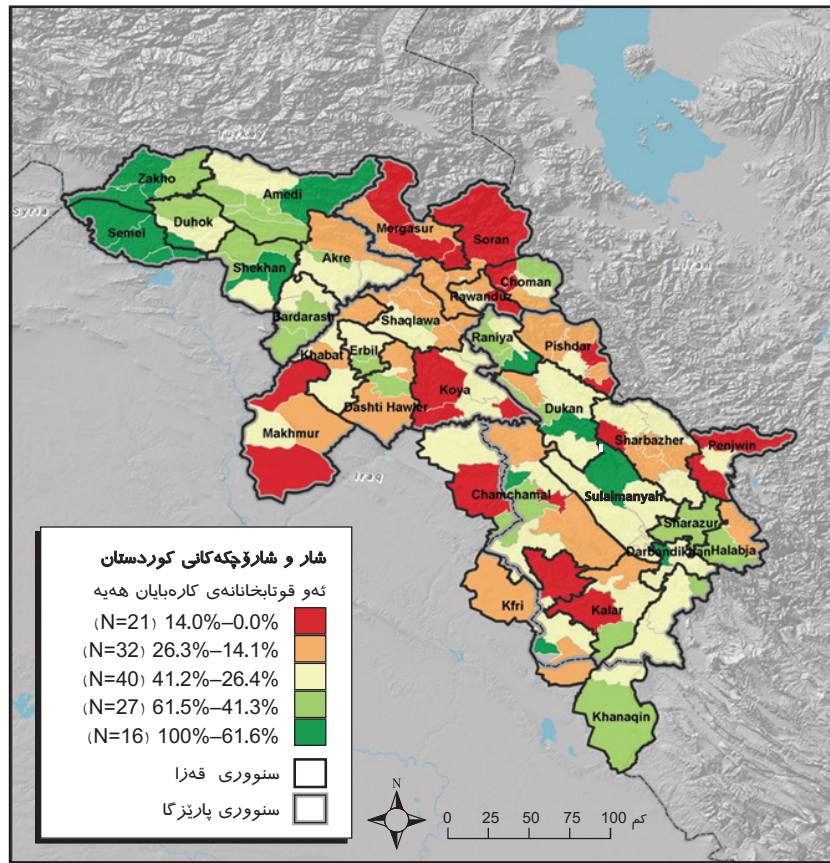 Turkey
Syria
Iran
Iraq
Zakho
Amedi
Semel
Duhok
Mergasur
Soran
Shekhan
Akre
Choman
Rawanduz
Bardarash
Shaqlawa
Raniya
Pishdar
Khabat
Erbil
Koya
Dukan
Dashti Hawler
Makhmur
Sharbazher
Penjwin
Chamchamal
Sulaimanyah
Sharazur
Darbandikhan
Halabja
Kfri
Kalar
Khanaqin
شار و شارۆچکەکانی کوردستان
ئەو قوتابخانانەی کارەبایان هەیە
14.0%–0.0% (N=21)
26.3%–14.1% (N=32)
41.2%–26.4% (N=40)
61.5%–41.3% (N=27)
100%–61.6% (N=16)
سنووری قەزا
سنووری پارێزگا
N
0 25 50 75 100 کم